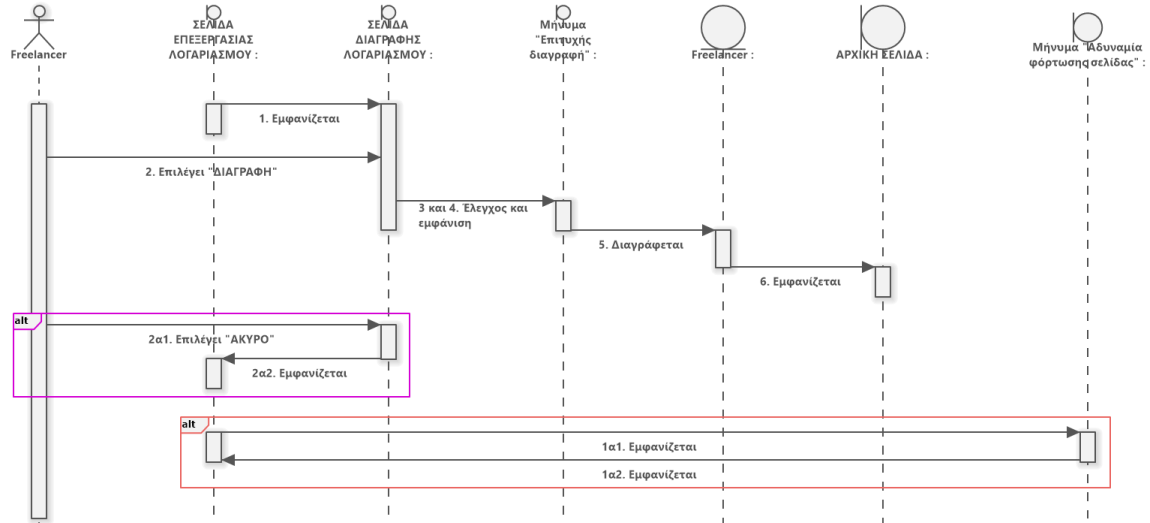 Freelancer
ΣΕΛΙΔΑ
ΕΠΕΞΕΡΓΑΣΙΑΣ
ΛΟΓΑΡΙΑΣΜΟΥ :
ΣΕΛΙΔΑ
ΔΙΑΓΡΑΦΗΣ
ΛΟΓΑΡΙΑΣΜΟΥ :
Μήνυμα
"Επιτυχής
διαγραφή" :
Freelancer :
ΑΡΧΙΚΗ ΣΕΛΙΔΑ :
Μήνυμα "Αδυναμία
φόρτωσης σελίδας" :
1. Εμφανίζεται
2. Επιλέγει "ΔΙΑΓΡΑΦΗ"
3 και 4. Έλεγχος και
εμφάνιση
5. Διαγράφεται
6. Εμφανίζεται
alt
2α1. Επιλέγει "ΑΚΥΡΟ"
2α2. Εμφανίζεται
alt
1α1. Εμφανίζεται
1α2. Εμφανίζεται